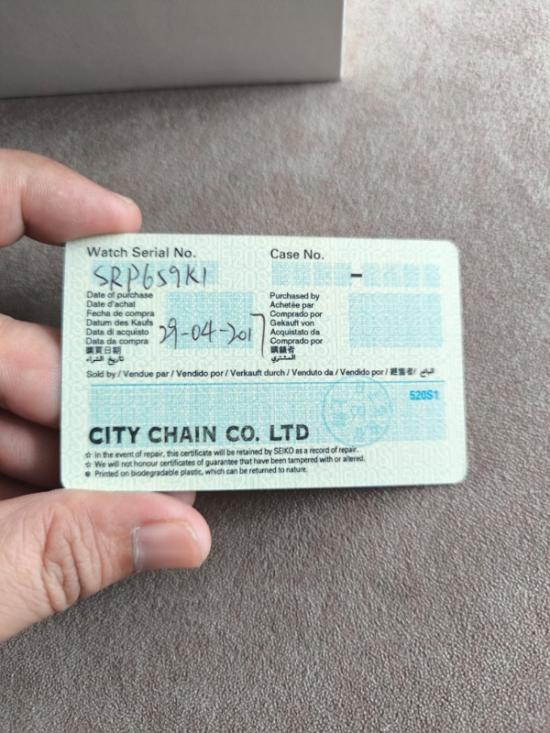 Watch Serial No.
SRP659K1
Case No.
–
Date of purchase
Date d'achat
Fecha de compra
Datum des Kaufs
Data di acquisto
Data da compra
購買日期
تاريخ الشراء
29-04-2017
Purchased by
Achetée par
Comprado por
Gekauft von
Acquistato da
Comprado por
購錶者
المشتري
Sold by / Vendue par / Vendido por / Verkauft durch / Venduto da / Vendido por / 經售者/ البائع
520S1
CITY CHAIN CO. LTD
☆ In the event of repair, this certificate will be retained by SEIKO as a record of repair.
☆ We will not honour certificates of guarantee that have been tampered with or altered.
Printed on biodegradable plastic, which can be returned to nature.